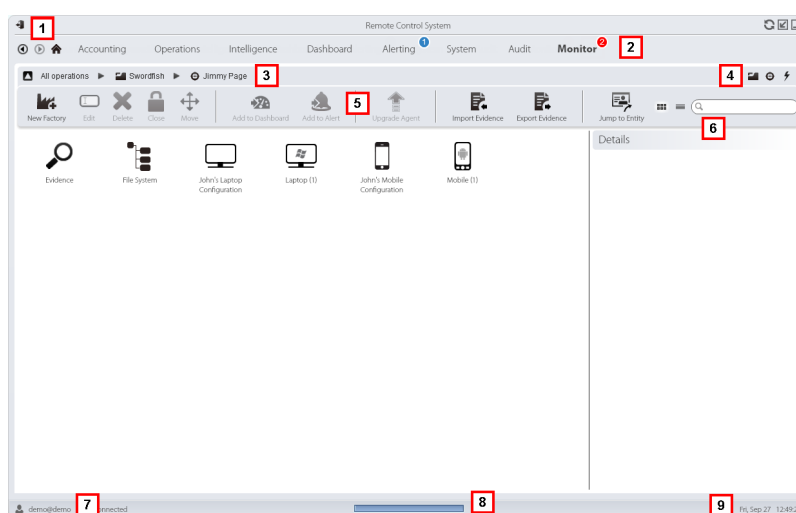 Remote Control System
1
Accounting Operations Intelligence Dashboard Alerting 1 System Audit Monitor 2 2
All operations Swordfish Jimmy Page 3 4
New Factory Edit Delete Close Move Add to Dashboard Add to Alert 5 Upgrade Agent Import Evidence Export Evidence Jump to Entity
6
Details
Evidence File System John's Laptop Configuration Laptop (1) John's Mobile Configuration Mobile (1)
demo@demo 7 8 9 Fri, Sep 27